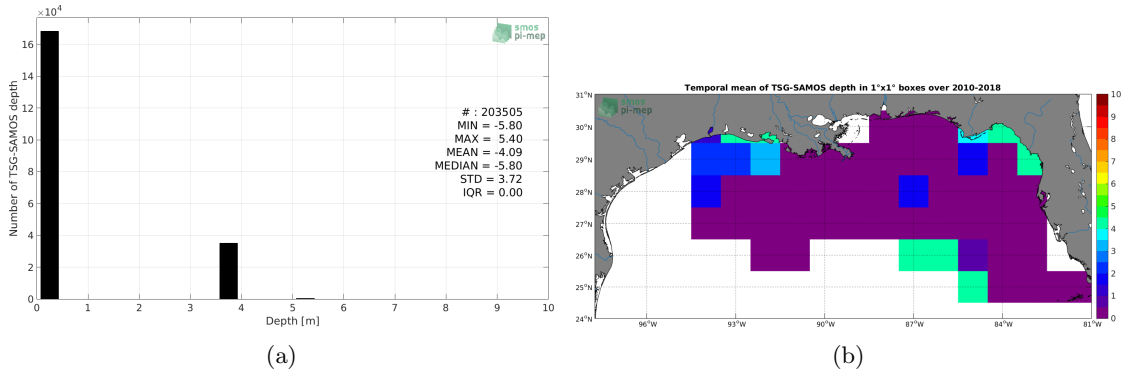 ×10⁴
smos
pi-mep
16
14
12
10
8
6
4
2
0
Number of TSG-SAMOS depth
# : 203505
MIN = -5.80
MAX = 5.40
MEAN = -4.09
MEDIAN = -5.80
STD = 3.72
IQR = 0.00
0 1 2 3 4 5 6 7 8 9 10
Depth [m]
(a)
Temporal mean of TSG-SAMOS depth in 1°x1° boxes over 2010-2018
smos
pi-mep
31°N
30°N
29°N
28°N
27°N
26°N
25°N
24°N
96°W 93°W 90°W 87°W 84°W 81°W
10
9
8
7
6
5
4
3
2
1
0
(b)